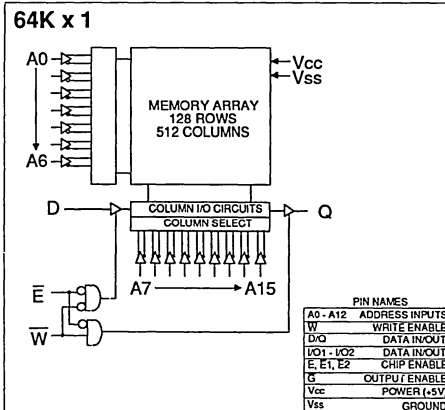 64K x 1
A0
A6
Vcc
Vss
MEMORY ARRAY
128 ROWS
512 COLUMNS
D
COLUMN I/O CIRCUITS
COLUMN SELECT
Q
A7
A15
E
W
PIN NAMES
A0 - A12 ADDRESS INPUTS
W WRITE ENABLE
D/Q DATA IN/OUT
I/O1 - I/O2 DATA IN/OUT
E, E1, E2 CHIP ENABLE
G OUTPUT ENABLE
Vcc POWER (+5V)
Vss GROUND